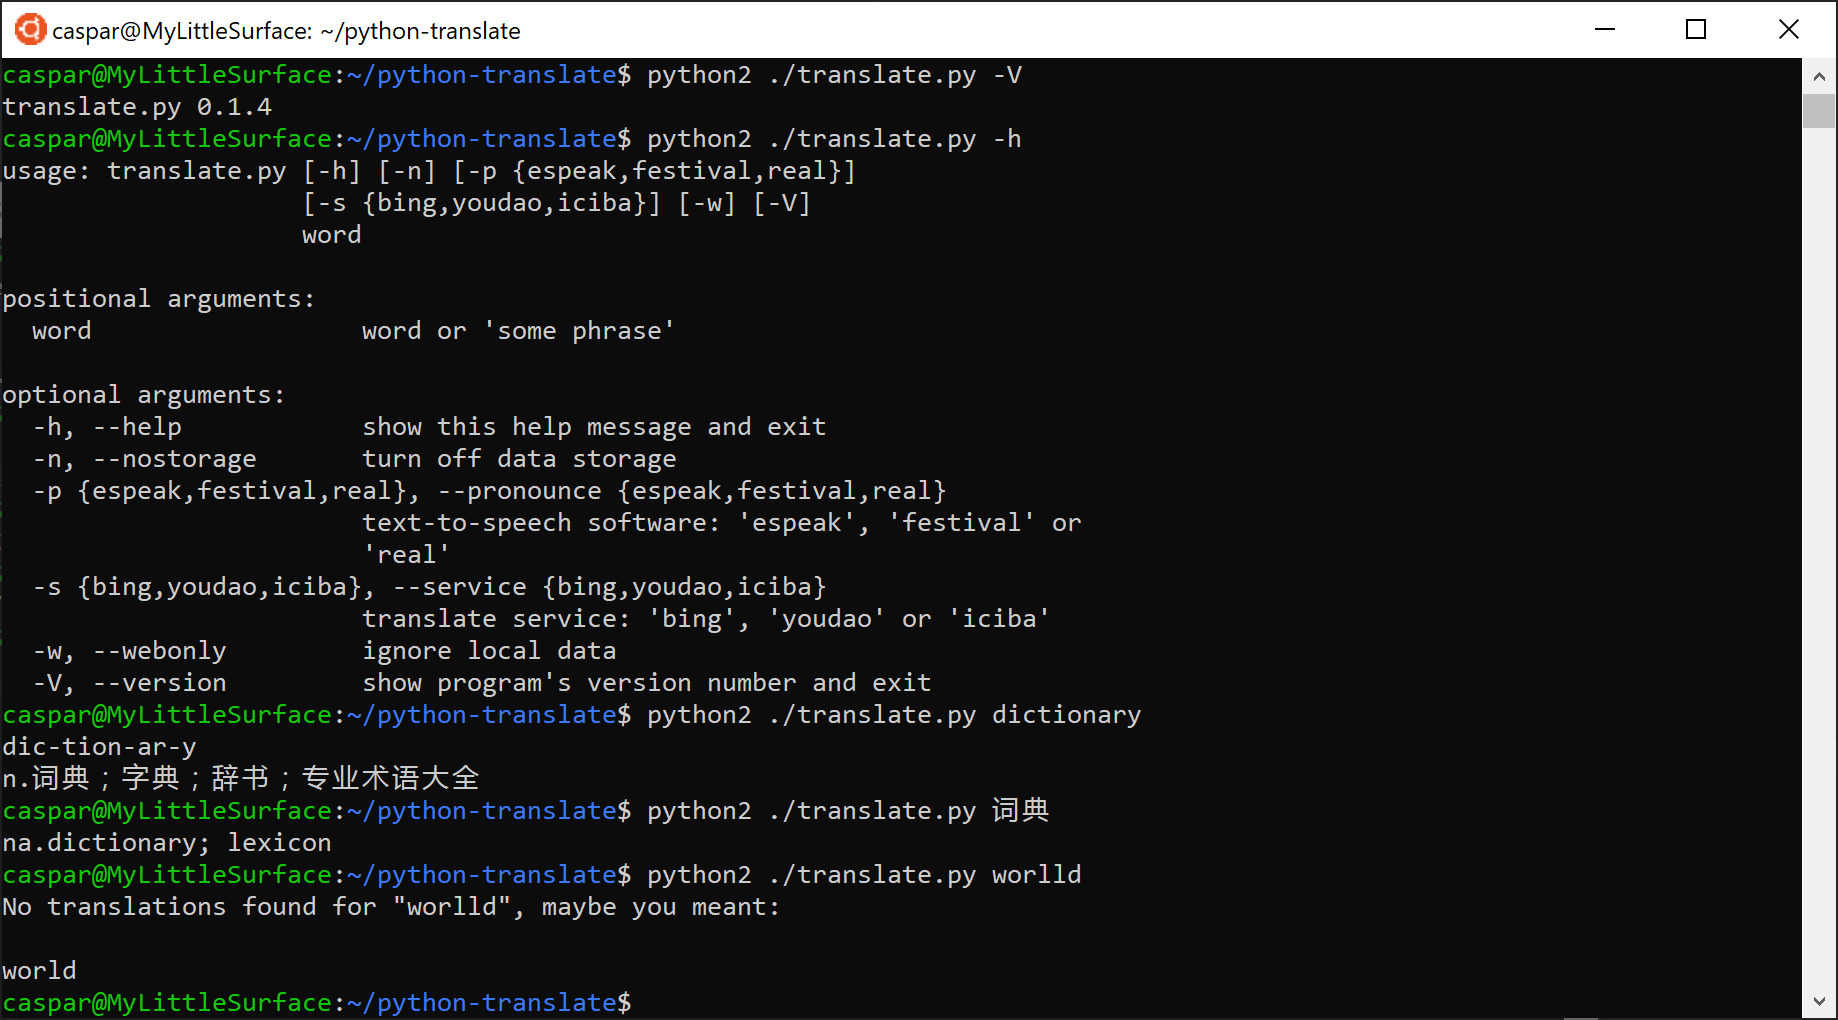 caspar@MyLittleSurface: ~/python-translate
caspar@MyLittleSurface:~/python-translate$ python2 ./translate.py -V
translate.py 0.1.4
caspar@MyLittleSurface:~/python-translate$ python2 ./translate.py -h
usage: translate.py [-h] [-n] [-p {espeak,festival,real}]
                    [-s {bing,youdao,iciba}] [-w] [-V]
                    word
positional arguments:
  word                  word or 'some phrase'
optional arguments:
  -h, --help            show this help message and exit
  -n, --nostorage       turn off data storage
  -p {espeak,festival,real}, --pronounce {espeak,festival,real}
                        text-to-speech software: 'espeak', 'festival' or
                        'real'
  -s {bing,youdao,iciba}, --service {bing,youdao,iciba}
                        translate service: 'bing', 'youdao' or 'iciba'
  -w, --webonly         ignore local data
  -V, --version         show program's version number and exit
caspar@MyLittleSurface:~/python-translate$ python2 ./translate.py dictionary
dic-tion-ar-y
n.词典；字典；辞书；专业术语大全
caspar@MyLittleSurface:~/python-translate$ python2 ./translate.py 词典
na.dictionary; lexicon
caspar@MyLittleSurface:~/python-translate$ python2 ./translate.py worlld
No translations found for "worlld", maybe you meant:
world
caspar@MyLittleSurface:~/python-translate$